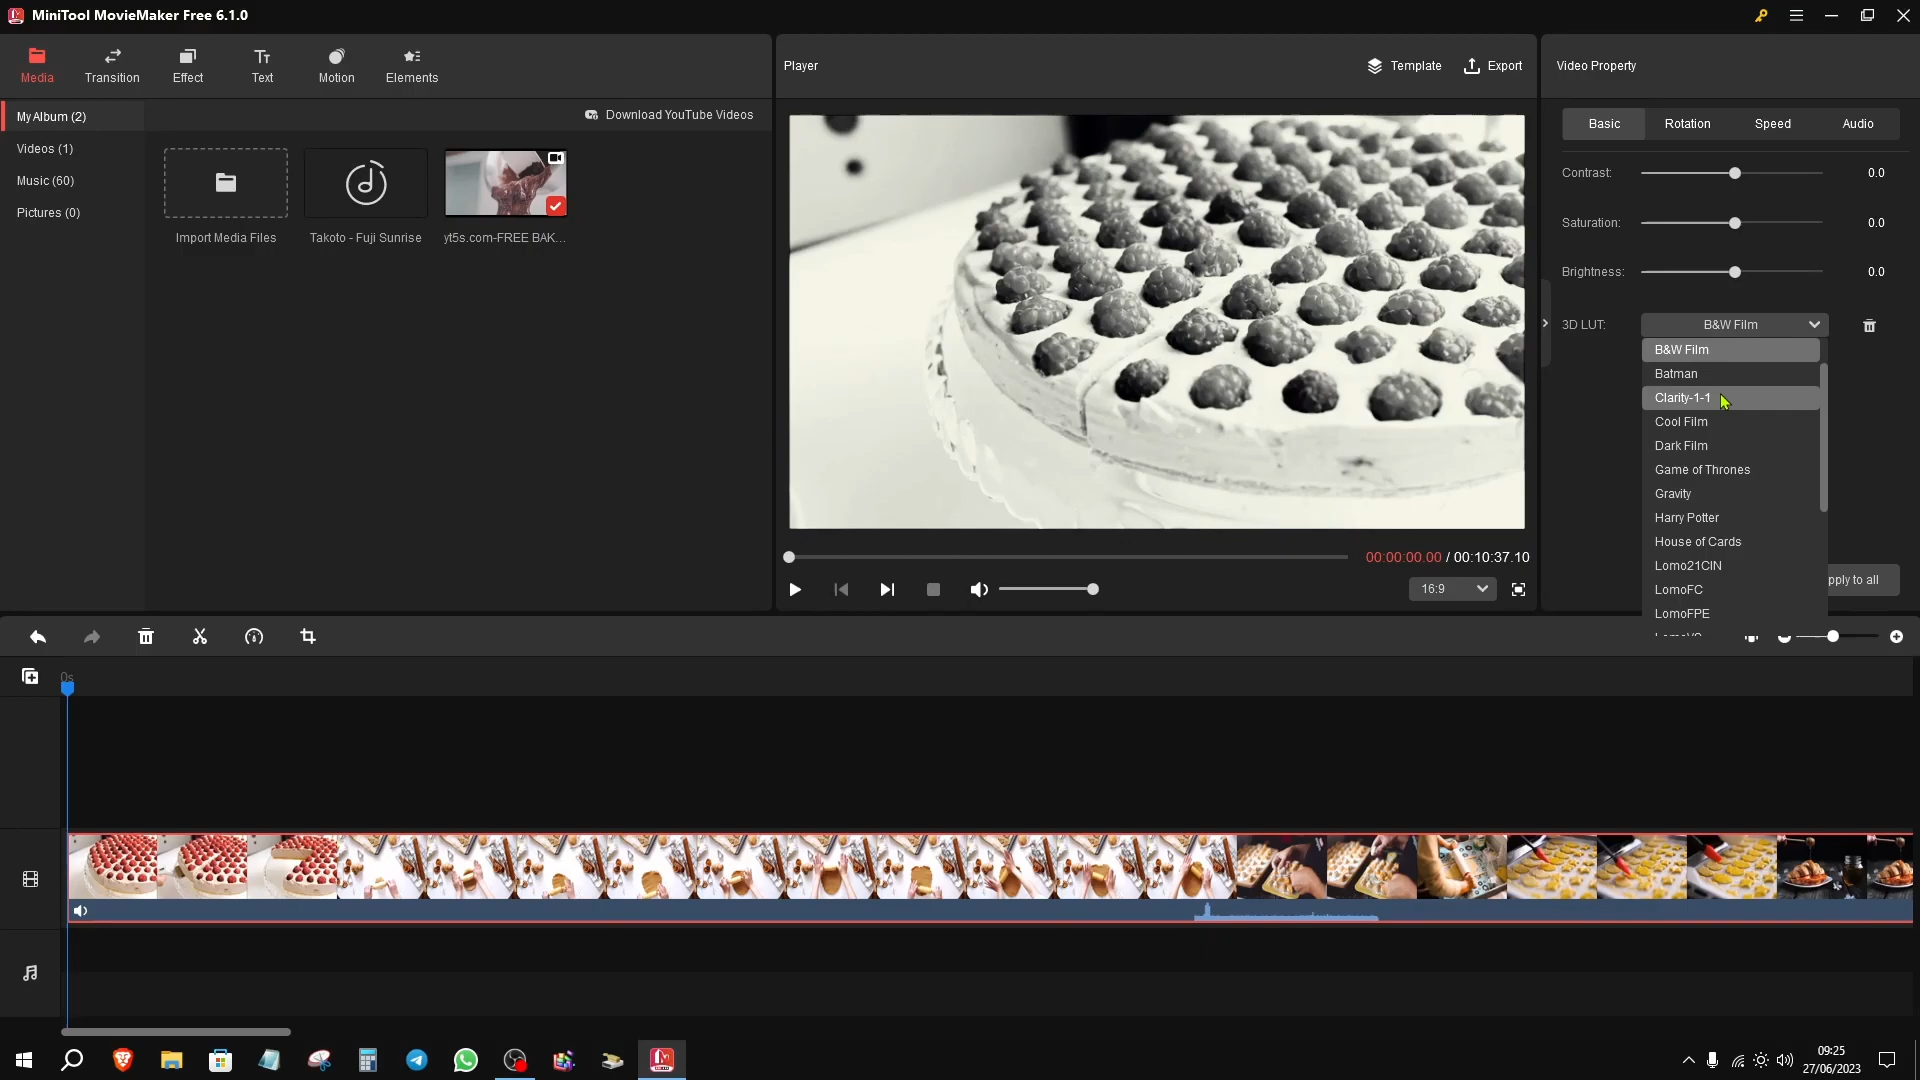 MiniTool MovieMaker Free 6.1.0
Media
Transition
Effect
Text
Motion
Elements
Player
Template
Export
Video Property
My Album (2)
Download YouTube Videos
Videos (1)
Music (60)
Pictures (0)
Import Media Files
Takoto - Fuji Sunrise
yt5s.com-FREE BAK...
Basic
Rotation
Speed
Audio
Contrast:
0.0
Saturation:
0.0
Brightness:
0.0
3D LUT:
B&W Film
B&W Film
Batman
Clarity-1-1
Cool Film
Dark Film
Game of Thrones
Gravity
Harry Potter
House of Cards
Lomo21CIN
LomoFC
LomoFPE
pply to all
00:00:00.00 / 00:10:37.10
16:9
0s
09:25
27/06/2023